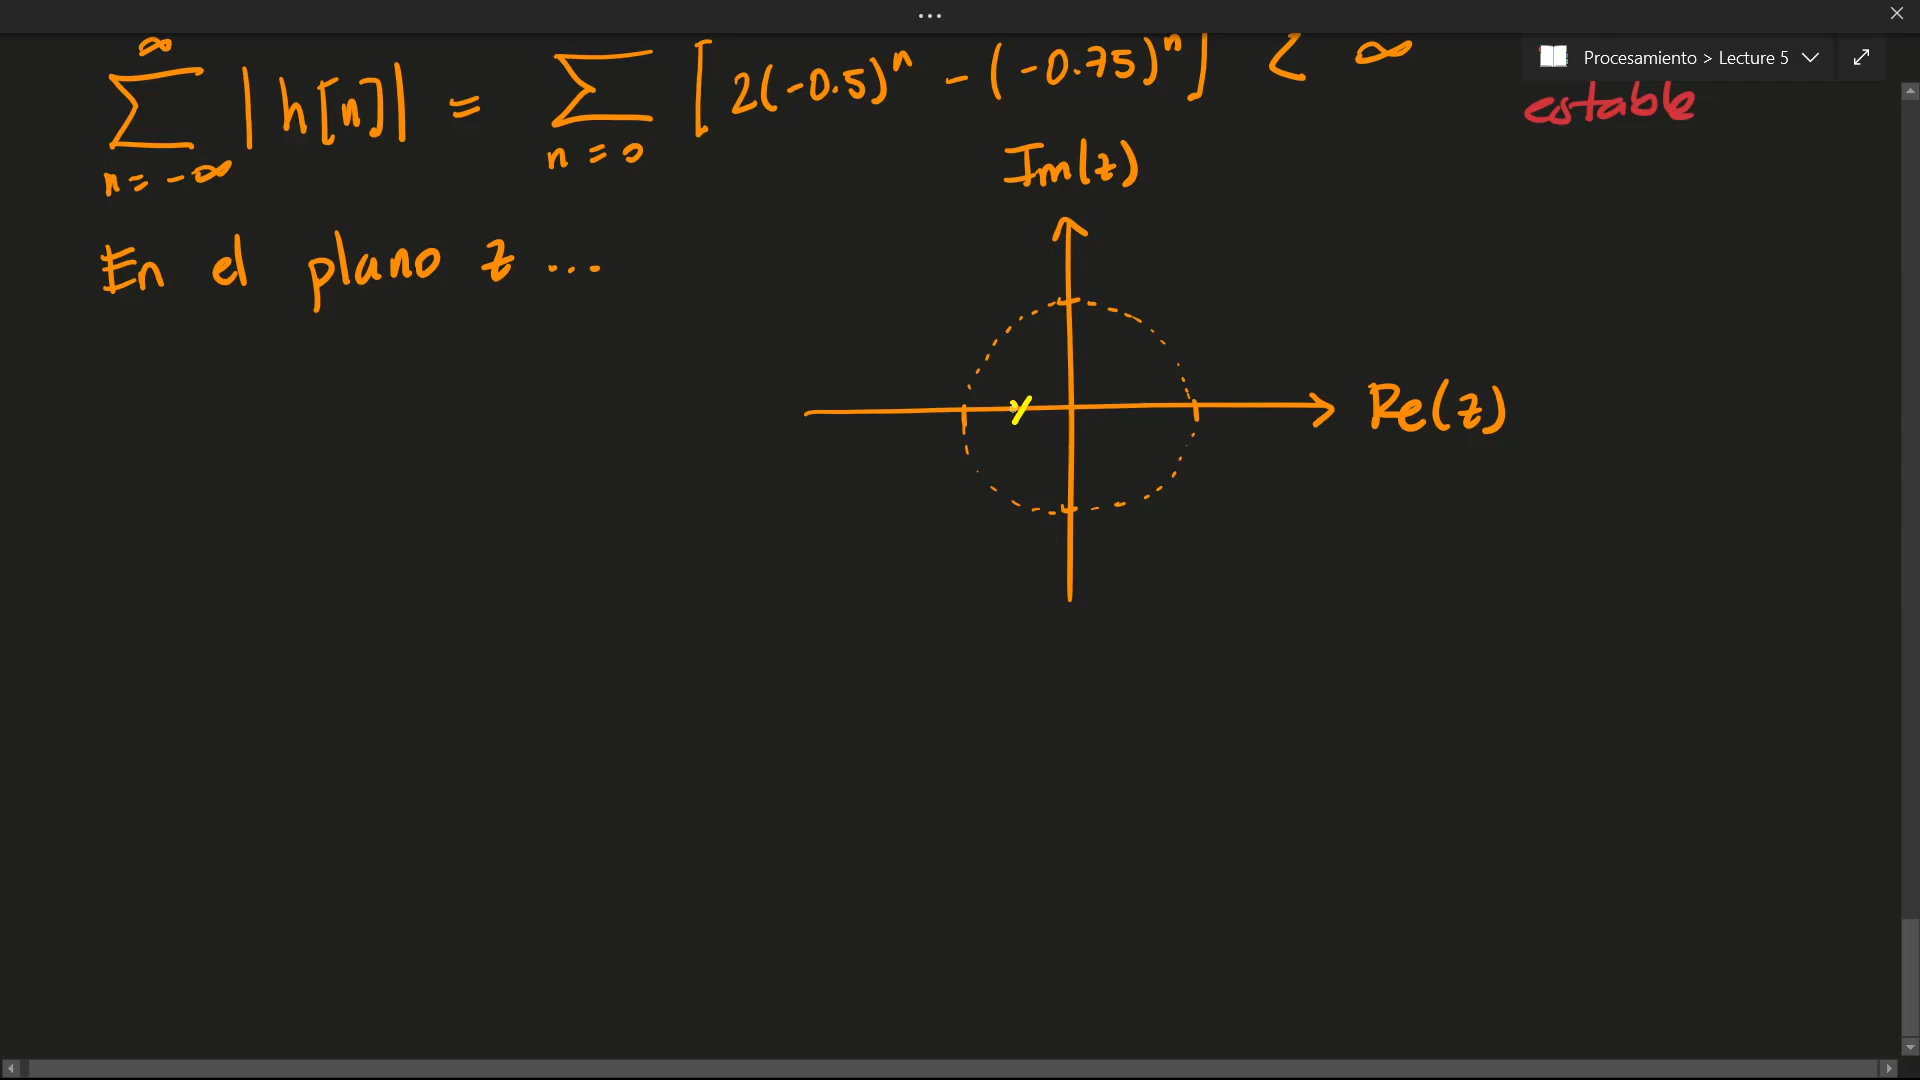 Procesamiento > Lecture 5
∞
∑ |h[n]| = ∑ [2(-0.5)ⁿ - (-0.75)ⁿ] < ∞
n = -∞ n = 0
estable
Im(z)
En el plano z ...
Re(z)